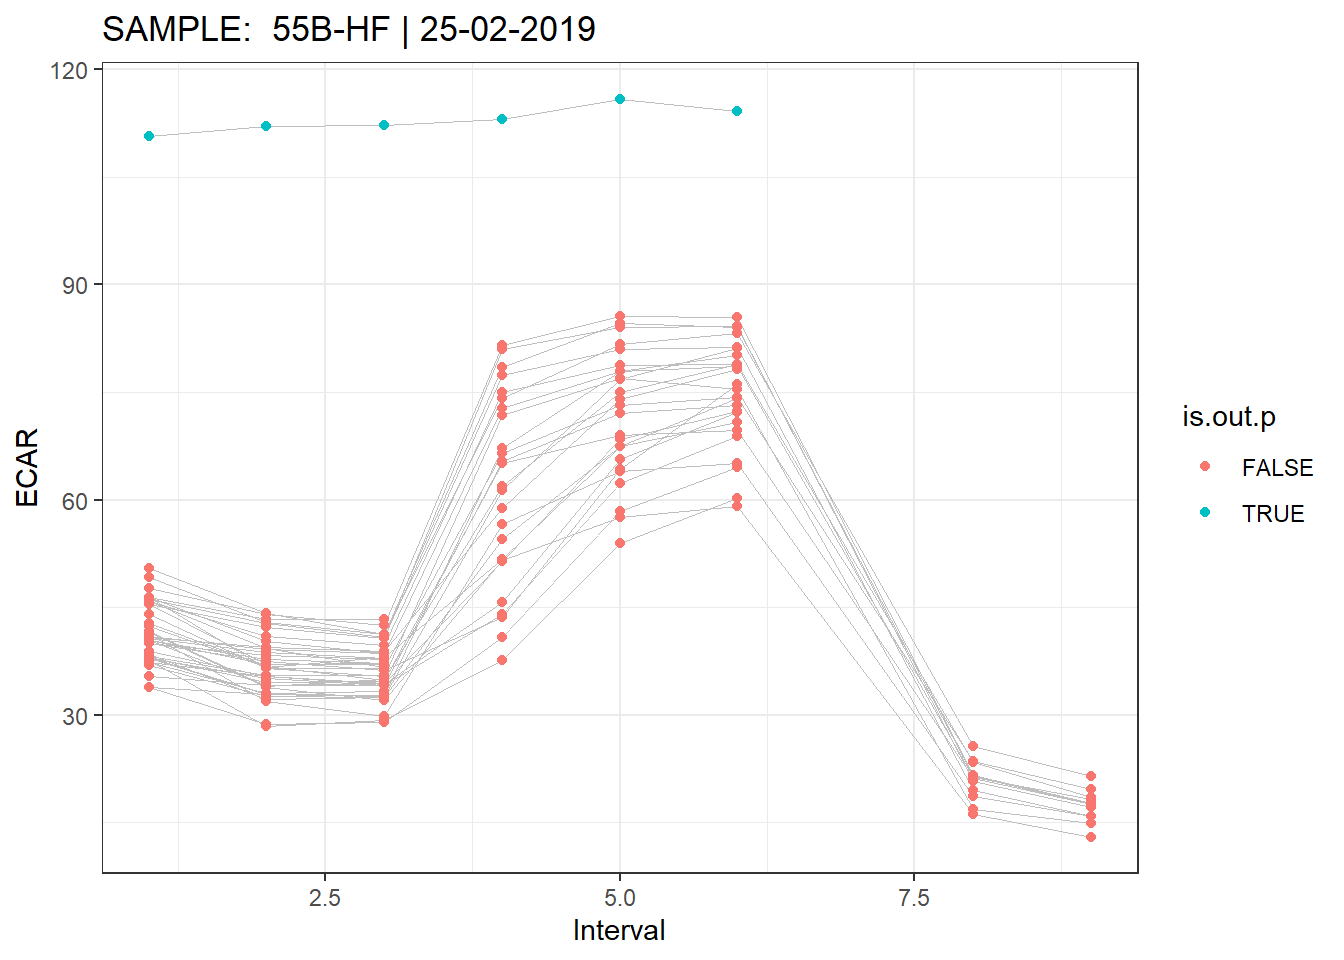 SAMPLE:  55B-HF | 25-02-2019
120
90
60
30
ECAR
2.5
5.0
7.5
Interval
is.out.p
FALSE
TRUE